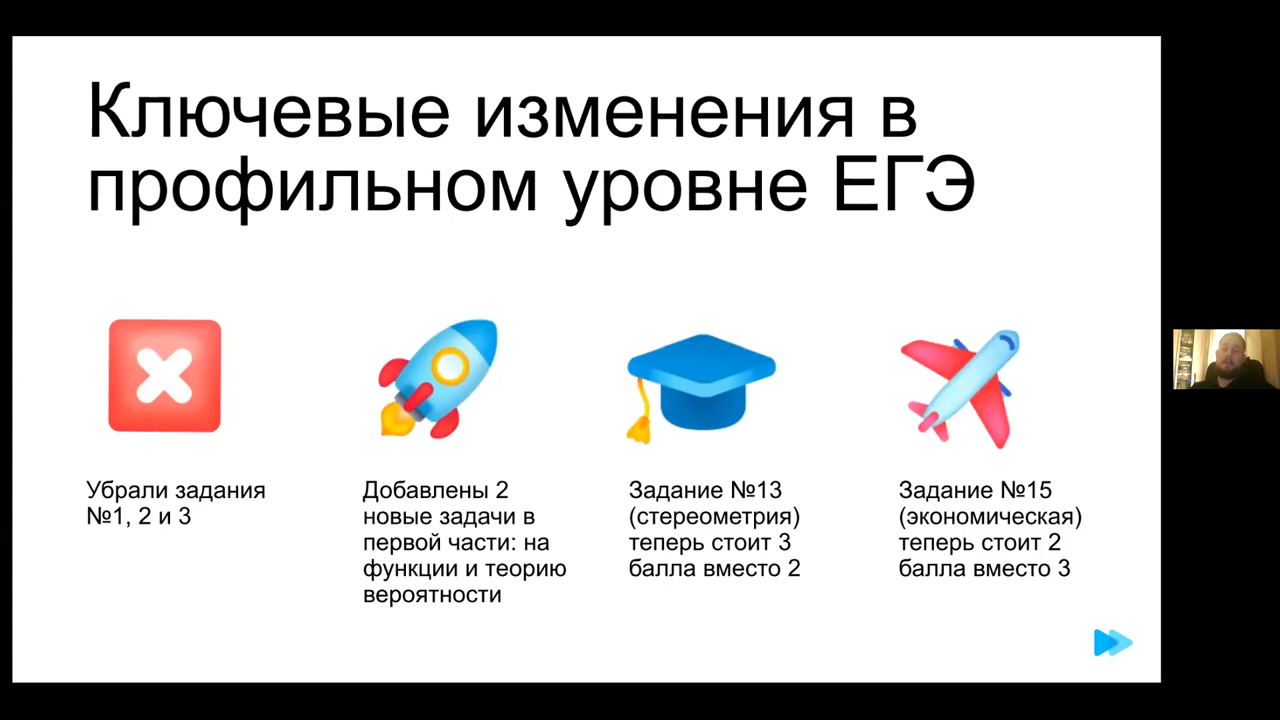 Ключевые изменения в
профильном уровне ЕГЭ
Убрали задания
№1, 2 и 3
Добавлены 2
новые задачи в
первой части: на
функции и теорию
вероятности
Задание №13
(стереометрия)
теперь стоит 3
балла вместо 2
Задание №15
(экономическая)
теперь стоит 2
балла вместо 3